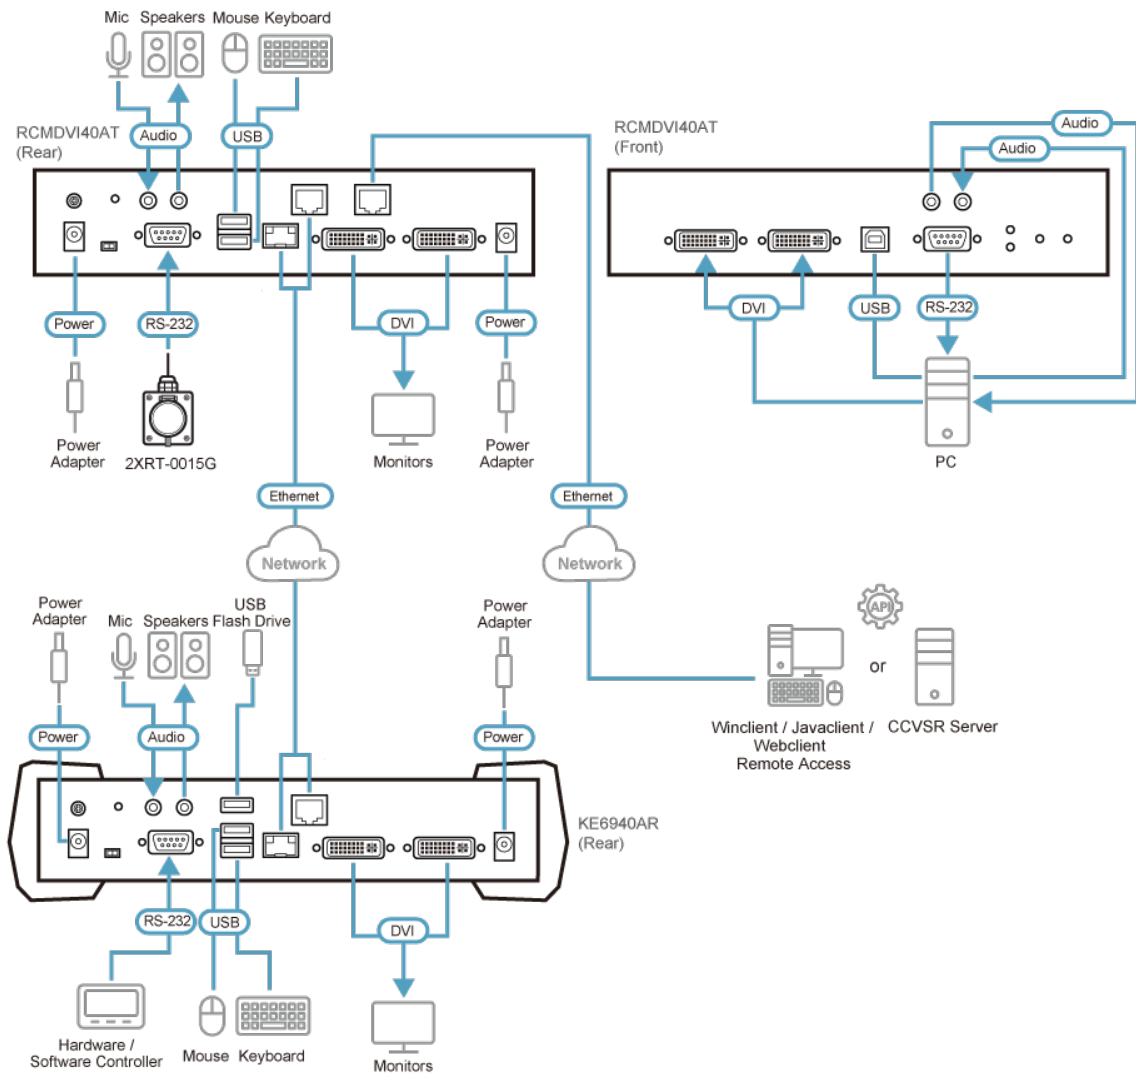 Mic Speakers Mouse Keyboard
RCMDVI40AT
(Rear)
Audio
USB
RCMDVI40AT
(Front)
Audio
Audio
Power
RS-232
DVI
Power
DVI
USB
RS-232
Power
Adapter
2XRT-0015G
Monitors
Power
Adapter
PC
Ethernet
Ethernet
Network
Network
Power
Adapter
Mic Speakers
USB
Flash Drive
Power
Adapter
API
or
Winclient / Javaclient /
Webclient
Remote Access
CCVSR Server
Power
Audio
Power
KE6940AR
(Rear)
RS-232
USB
DVI
Hardware /
Software Controller
Mouse Keyboard
Monitors